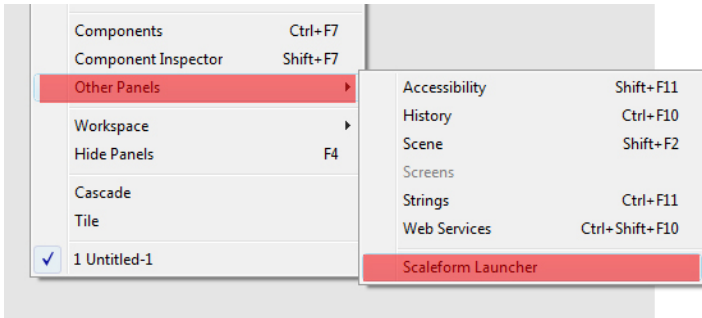 Components Ctrl+F7
Component Inspector Shift+F7
Other Panels
Workspace
Hide Panels F4
Cascade
Tile
1 Untitled-1
Accessibility Shift+F11
History Ctrl+F10
Scene Shift+F2
Screens
Strings Ctrl+F11
Web Services Ctrl+Shift+F10
Scaleform Launcher